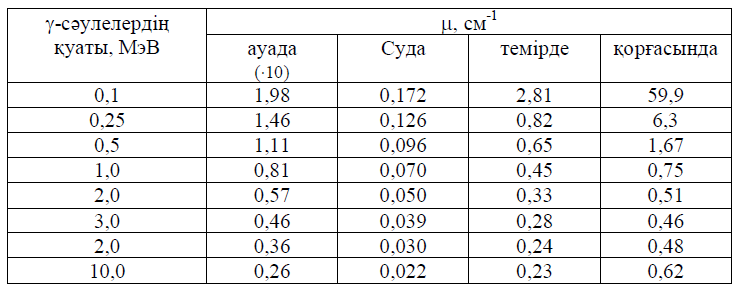 γ-сәулелердің қуаты, МэВ μ, см-1
ауада (·10) Суда темірде қорғасында
0,1 1,98 0,172 2,81 59,9
0,25 1,46 0,126 0,82 6,3
0,5 1,11 0,096 0,65 1,67
1,0 0,81 0,070 0,45 0,75
2,0 0,57 0,050 0,33 0,51
3,0 0,46 0,039 0,28 0,46
2,0 0,36 0,030 0,24 0,48
10,0 0,26 0,022 0,23 0,62